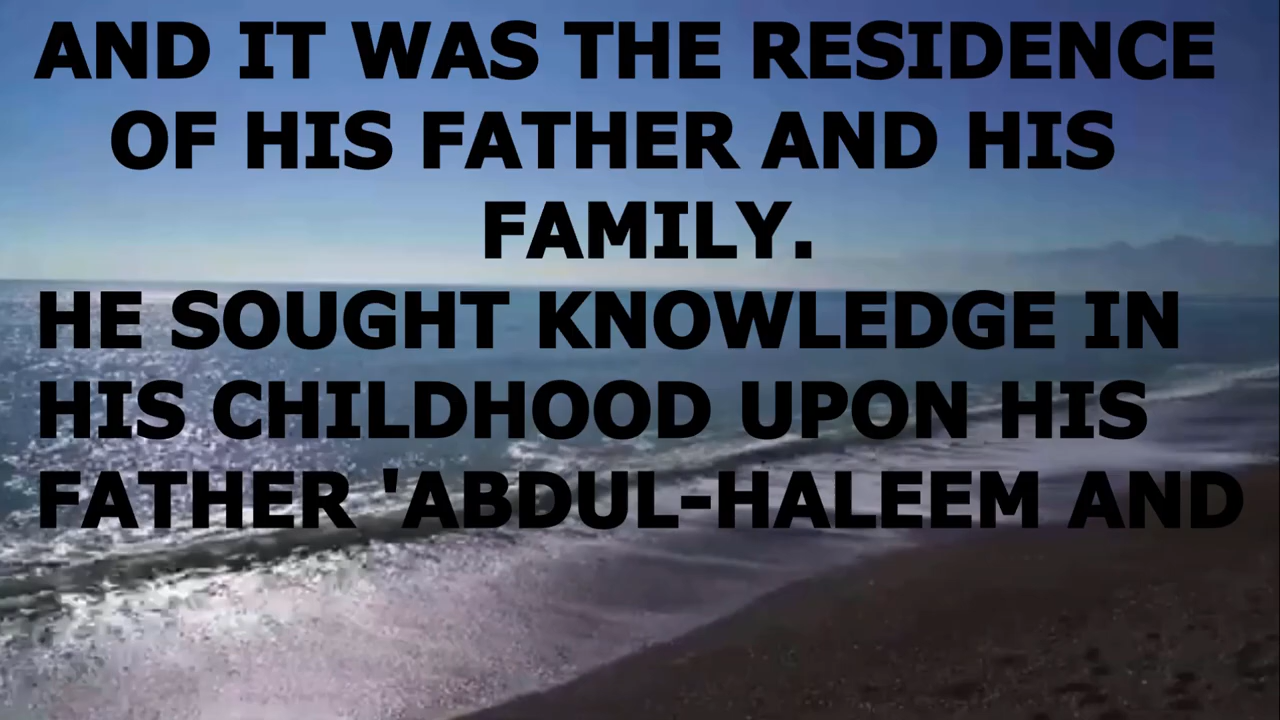 AND IT WAS THE RESIDENCE
OF HIS FATHER AND HIS
FAMILY.
HE SOUGHT KNOWLEDGE IN
HIS CHILDHOOD UPON HIS
FATHER 'ABDUL-HALEEM AND